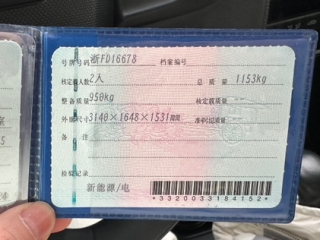 号牌号码 浙FD16678 档案编号
核定载人数 2人 总质量 1153kg
整备质量 950kg 核定载质量 --
外廓尺寸 3140×1648×1531mm 准牵引总质量 --
备注
检验记录
新能源/电
*3320033184152*